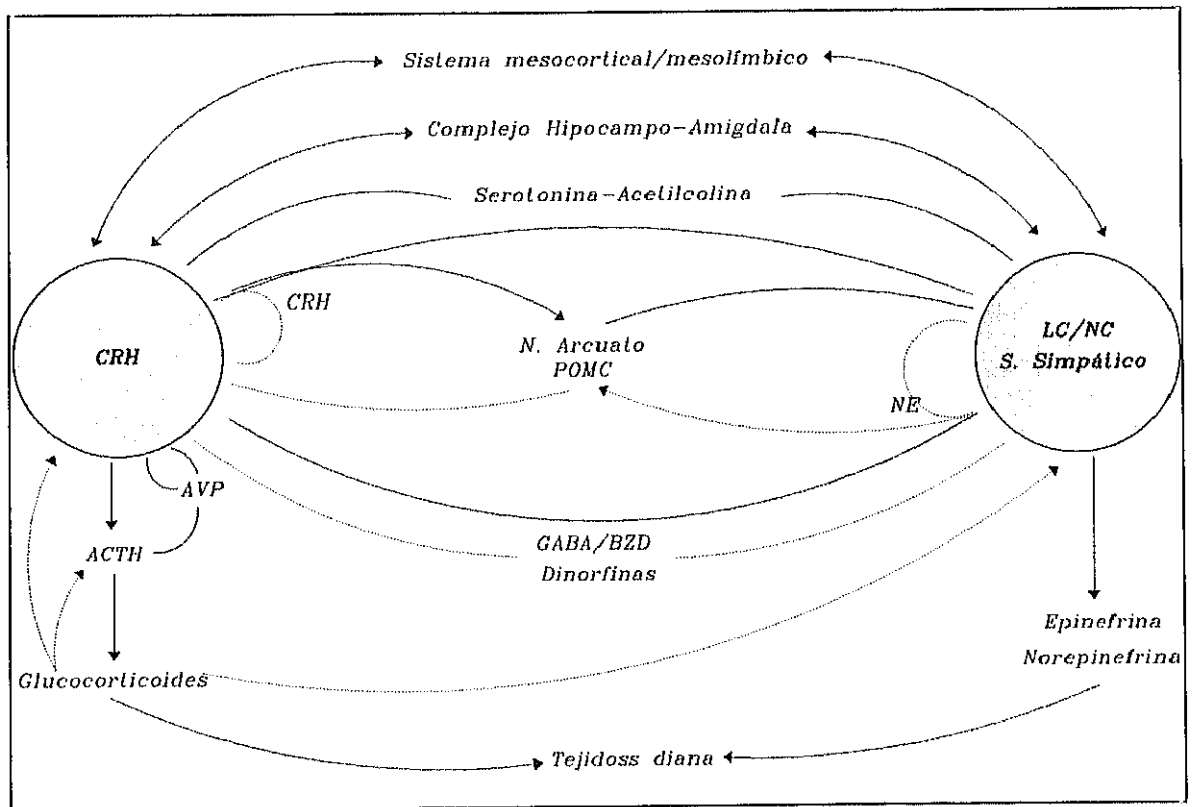 Sistema mesocortical/mesolímbico
Complejo Hipocampo-Amigdala
Serotonina-Acetilcolina
CRH
CRH
N. Arcuato
POMC
LC/NC
S. Simpático
NE
AVP
ACTH
GABA/BZD
Dinorfinas
Epinefrina
Norepinefrina
Glucocorticoides
Tejidoss diana